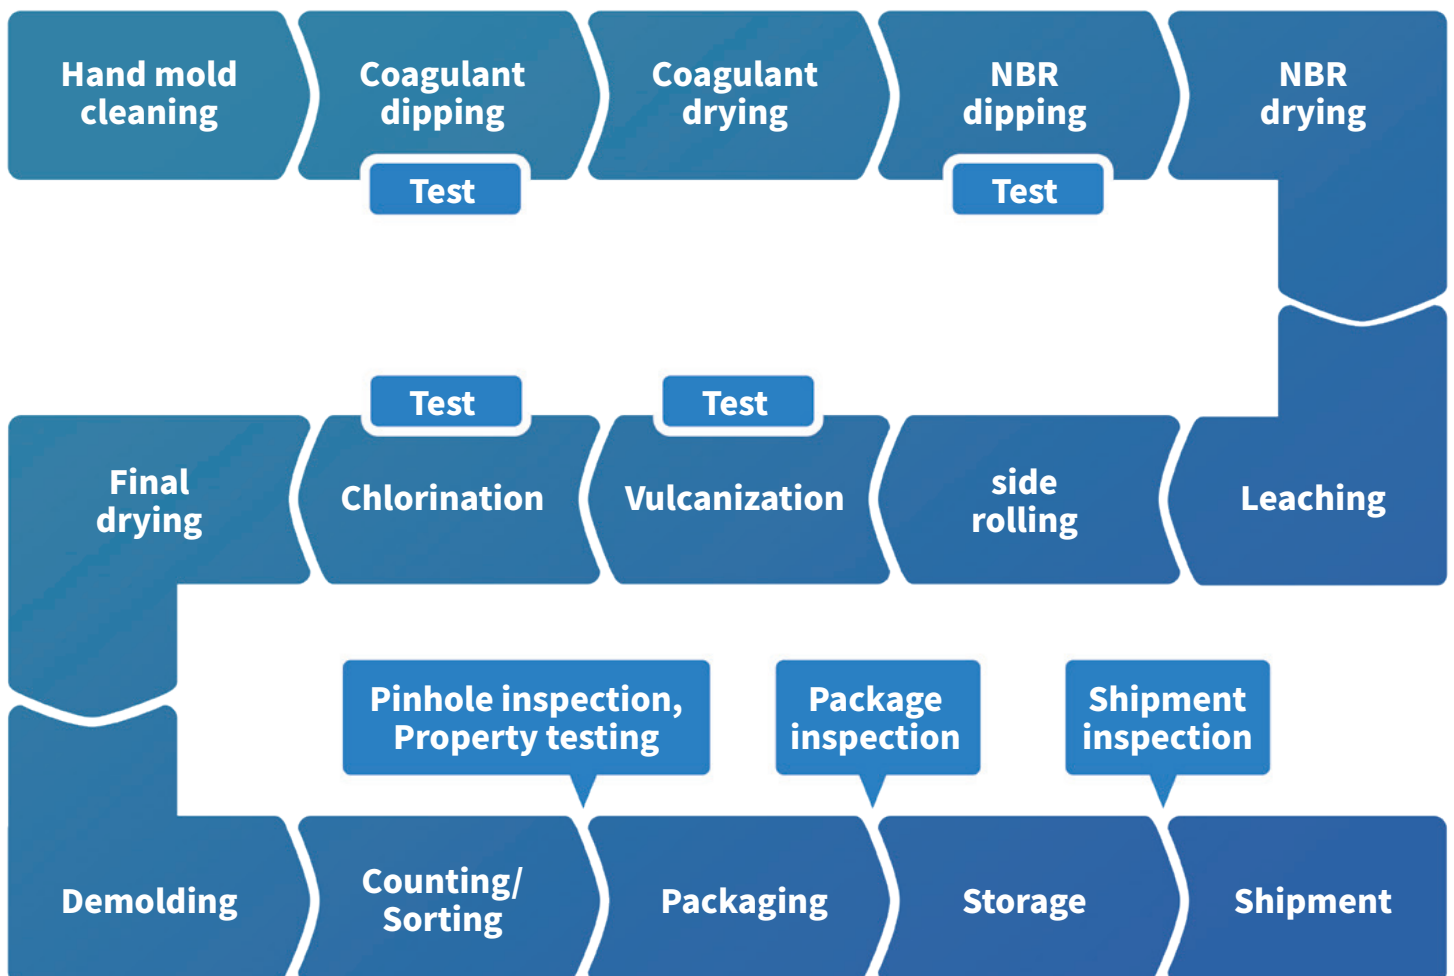 Hand mold
cleaning
Coagulant
dipping
Coagulant
drying
NBR
dipping
NBR
drying
Test
Test
Test
Test
Final
drying
Chlorination
Vulcanization
side
rolling
Leaching
Pinhole inspection,
Property testing
Package
inspection
Shipment
inspection
Demolding
Counting/
Sorting
Packaging
Storage
Shipment